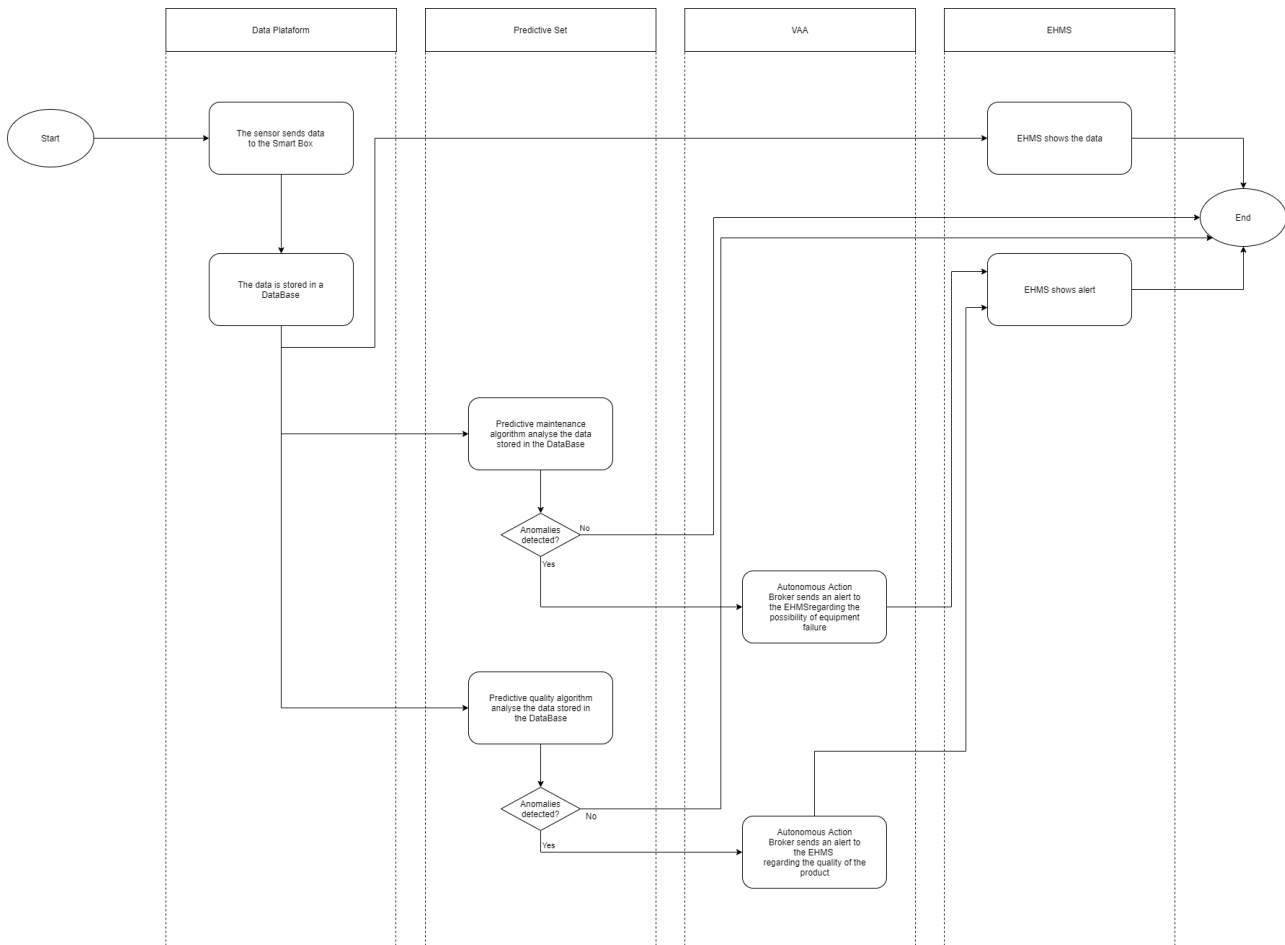 Data Plataform
Predictive Set
VAA
EHMS
Start
The sensor sends data
to the Smart Box
EHMS shows the data
End
The data is stored in a
DataBase
EHMS shows alert
Predictive maintenance
algorithm analyse the data
stored in the DataBase
Anomalies
detected?
No
Yes
Autonomous Action
Broker sends an alert to
the EHMSregarding the
possibility of equipment
failure
Predictive quality algorithm
analyse the data stored in
the DataBase
Anomalies
detected?
No
Yes
Autonomous Action
Broker sends an alert to
the EHMS
regarding the quality of the
product